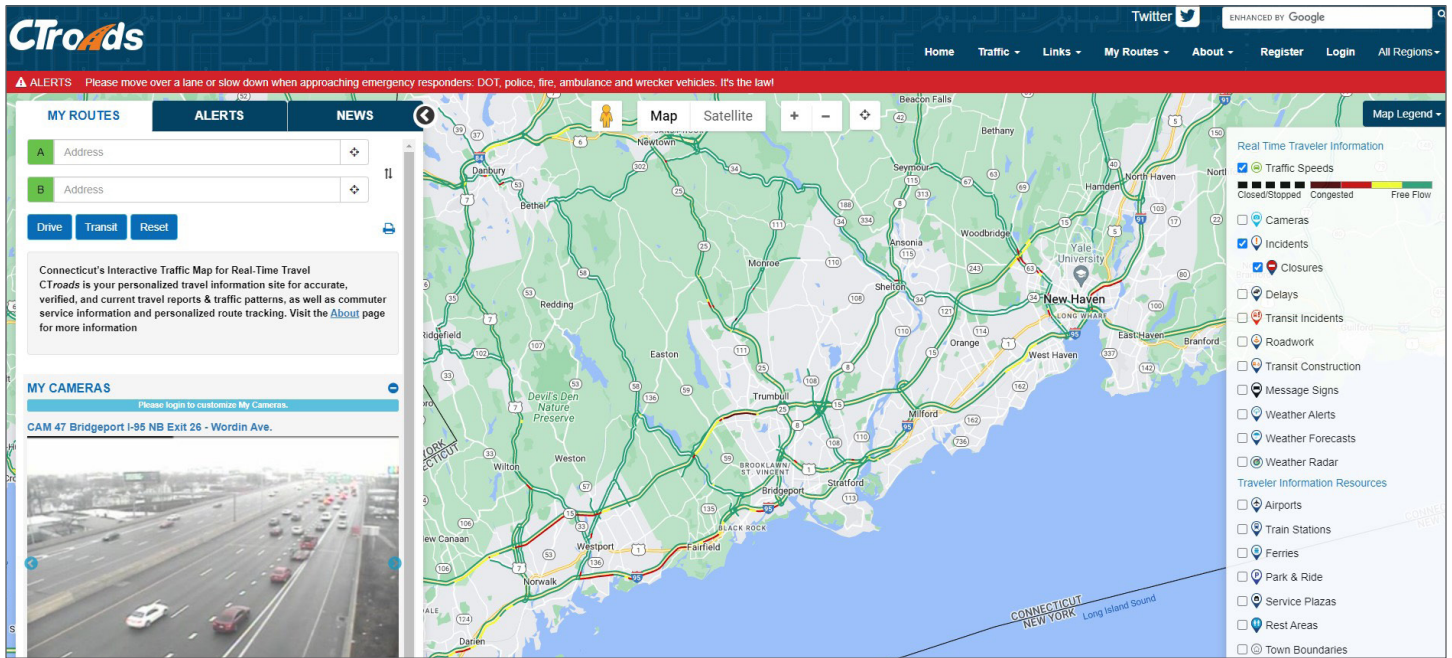 CTroads
Twitter
ENHANCED BY Google
Home Traffic Links My Routes About Register Login All Regions
ALERTS Please move over a lane or slow down when approaching emergency responders: DOT, police, fire, ambulance and wrecker vehicles. It's the law!
MY ROUTES ALERTS NEWS
A Address
B Address
Drive Transit Reset
Connecticut's Interactive Traffic Map for Real-Time Travel
CTroads is your personalized travel information site for accurate,
verified, and current travel reports & traffic patterns, as well as commuter
service information and personalized route tracking. Visit the About page
for more information
MY CAMERAS
Please login to customize My Cameras.
CAM 47 Bridgeport I-95 NB Exit 26 - Wordin Ave.
Map Satellite + -
Beacon Falls
Bethany
Newtown
Danbury
Seymour
North Haven
Hamden
Bethel
Ansonia
Woodbridge
Yale
University
Monroe
Shelton
New Haven
LONG WHARF
Redding
Ridgefield
Orange
East Haven
Branford
West Haven
Easton
Devil's Den
Nature
Preserve
Trumbull
Milford
Weston
Wilton
BROOKLAWN/
ST. VINCENT
Stratford
Bridgeport
BLACK ROCK
New Canaan
Westport
Fairfield
Norwalk
Darien
CONNECTICUT
NEW YORK
Long Island Sound
Map Legend
Real Time Traveler Information
Traffic Speeds
Closed/Stopped Congested Free Flow
Cameras
Incidents
Closures
Delays
Transit Incidents
Roadwork
Transit Construction
Message Signs
Weather Alerts
Weather Forecasts
Weather Radar
Traveler Information Resources
Airports
Train Stations
Ferries
Park & Ride
Service Plazas
Rest Areas
Town Boundaries